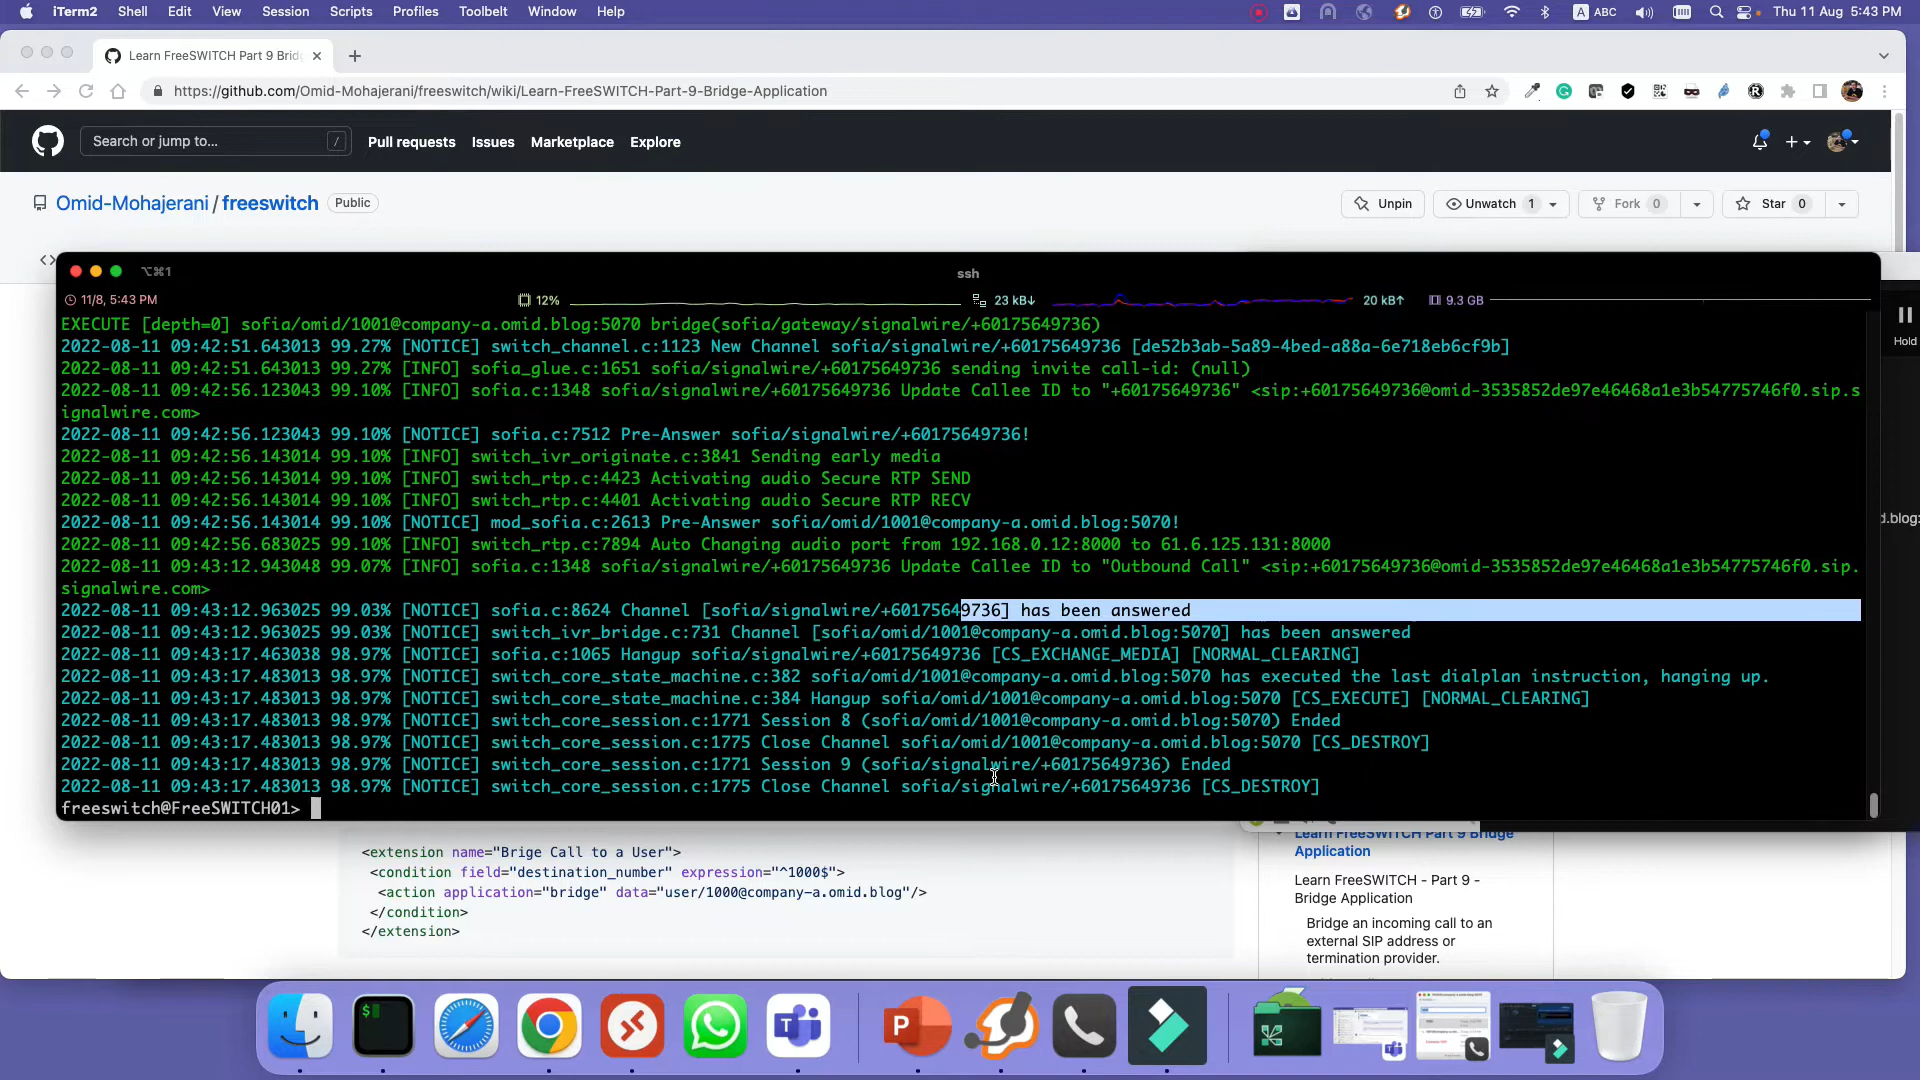 iTerm2 Shell Edit View Session Scripts Profiles Toolbelt Window Help
A ABC Thu 11 Aug 5:43 PM
Learn FreeSWITCH Part 9 Brid
https://github.com/Omid-Mohajerani/freeswitch/wiki/Learn-FreeSWITCH-Part-9-Bridge-Application
Search or jump to... / Pull requests Issues Marketplace Explore
Omid-Mohajerani / freeswitch Public
Unpin Unwatch 1 Fork 0 Star 0
⌥⌘1 ssh
11/8, 5:43 PM 12% 23 kB↓ 20 kB↑ 9.3 GB
EXECUTE [depth=0] sofia/omid/1001@company-a.omid.blog:5070 bridge(sofia/gateway/signalwire/+60175649736)
2022-08-11 09:42:51.643013 99.27% [NOTICE] switch_channel.c:1123 New Channel sofia/signalwire/+60175649736 [de52b3ab-5a89-4bed-a88a-6e718eb6cf9b]
2022-08-11 09:42:51.643013 99.27% [INFO] sofia_glue.c:1651 sofia/signalwire/+60175649736 sending invite call-id: (null)
2022-08-11 09:42:56.123043 99.10% [INFO] sofia.c:1348 sofia/signalwire/+60175649736 Update Callee ID to "+60175649736" <sip:+60175649736@omid-3535852de97e46468a1e3b54775746f0.sip.s
ignalwire.com>
2022-08-11 09:42:56.123043 99.10% [NOTICE] sofia.c:7512 Pre-Answer sofia/signalwire/+60175649736!
2022-08-11 09:42:56.143014 99.10% [INFO] switch_ivr_originate.c:3841 Sending early media
2022-08-11 09:42:56.143014 99.10% [INFO] switch_rtp.c:4423 Activating audio Secure RTP SEND
2022-08-11 09:42:56.143014 99.10% [INFO] switch_rtp.c:4401 Activating audio Secure RTP RECV
2022-08-11 09:42:56.143014 99.10% [NOTICE] mod_sofia.c:2613 Pre-Answer sofia/omid/1001@company-a.omid.blog:5070!
2022-08-11 09:42:56.683025 99.10% [INFO] switch_rtp.c:7894 Auto Changing audio port from 192.168.0.12:8000 to 61.6.125.131:8000
2022-08-11 09:43:12.943048 99.07% [INFO] sofia.c:1348 sofia/signalwire/+60175649736 Update Callee ID to "Outbound Call" <sip:+60175649736@omid-3535852de97e46468a1e3b54775746f0.sip.
signalwire.com>
2022-08-11 09:43:12.963025 99.03% [NOTICE] sofia.c:8624 Channel [sofia/signalwire/+60175649736] has been answered
2022-08-11 09:43:12.963025 99.03% [NOTICE] switch_ivr_bridge.c:731 Channel [sofia/omid/1001@company-a.omid.blog:5070] has been answered
2022-08-11 09:43:17.463038 98.97% [NOTICE] sofia.c:1065 Hangup sofia/signalwire/+60175649736 [CS_EXCHANGE_MEDIA] [NORMAL_CLEARING]
2022-08-11 09:43:17.483013 98.97% [NOTICE] switch_core_state_machine.c:382 sofia/omid/1001@company-a.omid.blog:5070 has executed the last dialplan instruction, hanging up.
2022-08-11 09:43:17.483013 98.97% [NOTICE] switch_core_state_machine.c:384 Hangup sofia/omid/1001@company-a.omid.blog:5070 [CS_EXECUTE] [NORMAL_CLEARING]
2022-08-11 09:43:17.483013 98.97% [NOTICE] switch_core_session.c:1771 Session 8 (sofia/omid/1001@company-a.omid.blog:5070) Ended
2022-08-11 09:43:17.483013 98.97% [NOTICE] switch_core_session.c:1775 Close Channel sofia/omid/1001@company-a.omid.blog:5070 [CS_DESTROY]
2022-08-11 09:43:17.483013 98.97% [NOTICE] switch_core_session.c:1771 Session 9 (sofia/signalwire/+60175649736) Ended
2022-08-11 09:43:17.483013 98.97% [NOTICE] switch_core_session.c:1775 Close Channel sofia/signalwire/+60175649736 [CS_DESTROY]
freeswitch@FreeSWITCH01>
Hold
d.blog:
<extension name="Brige Call to a User">
<condition field="destination_number" expression="^1000$">
<action application="bridge" data="user/1000@company-a.omid.blog"/>
</condition>
</extension>
Learn FreeSWITCH Part 9 Bridge
Application
Learn FreeSWITCH - Part 9 -
Bridge Application
Bridge an incoming call to an
external SIP address or
termination provider.